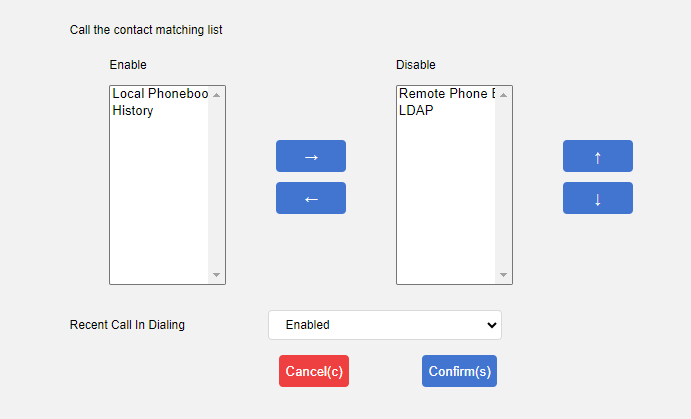 Call the contact matching list
Enable
Disable
Local Phoneboo
History
Remote Phone
LDAP
→
←
↑
↓
Recent Call In Dialing
Enabled
Cancel(c)
Confirm(s)